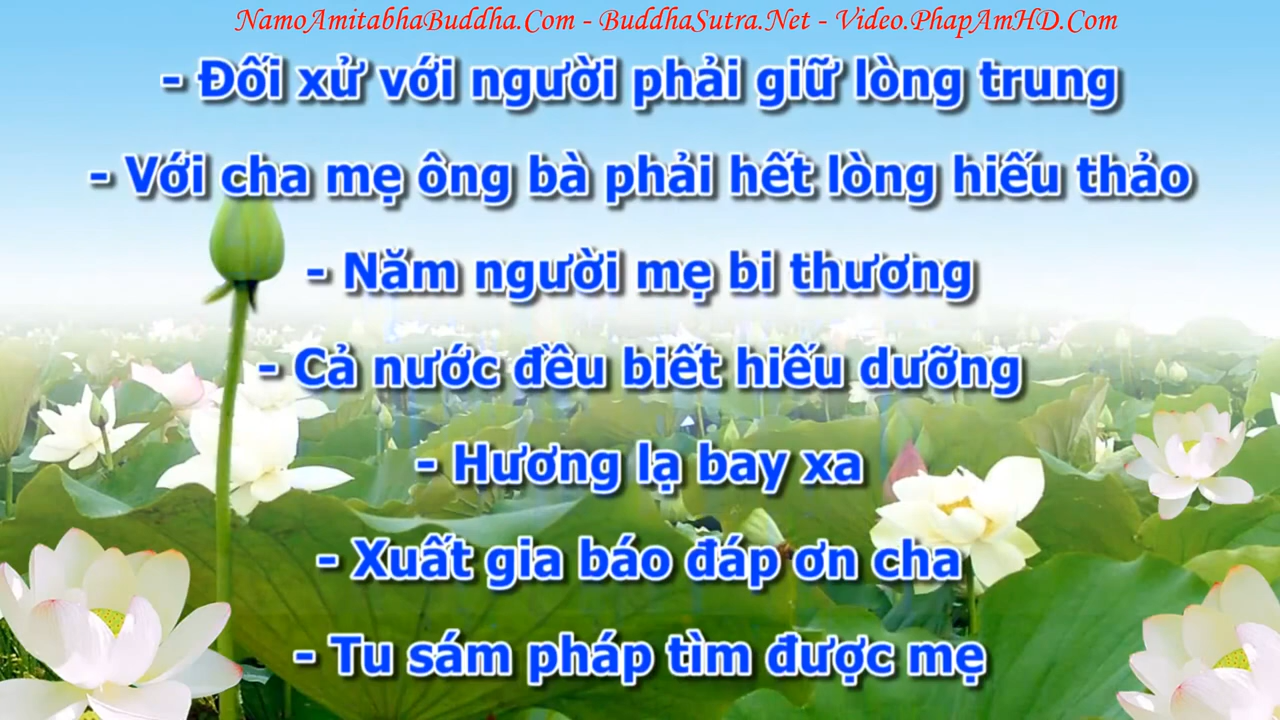 NamoAmitabhaBuddha.Com - BuddhaSutra.Net - Video.PhapAmHD.Com
- Đối xử với người phải giữ lòng trung
- Với cha mẹ ông bà phải hết lòng hiếu thảo
- Năm người mẹ bi thương
- Cả nước đều biết hiếu dưỡng
- Hương lạ bay xa
- Xuất gia báo đáp ơn cha
- Tu sám pháp tìm được mẹ